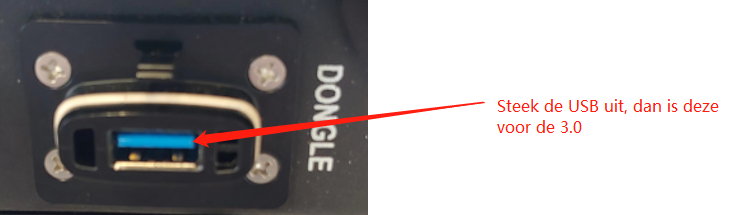 DONGLE
Steek de USB uit, dan is deze
voor de 3.0